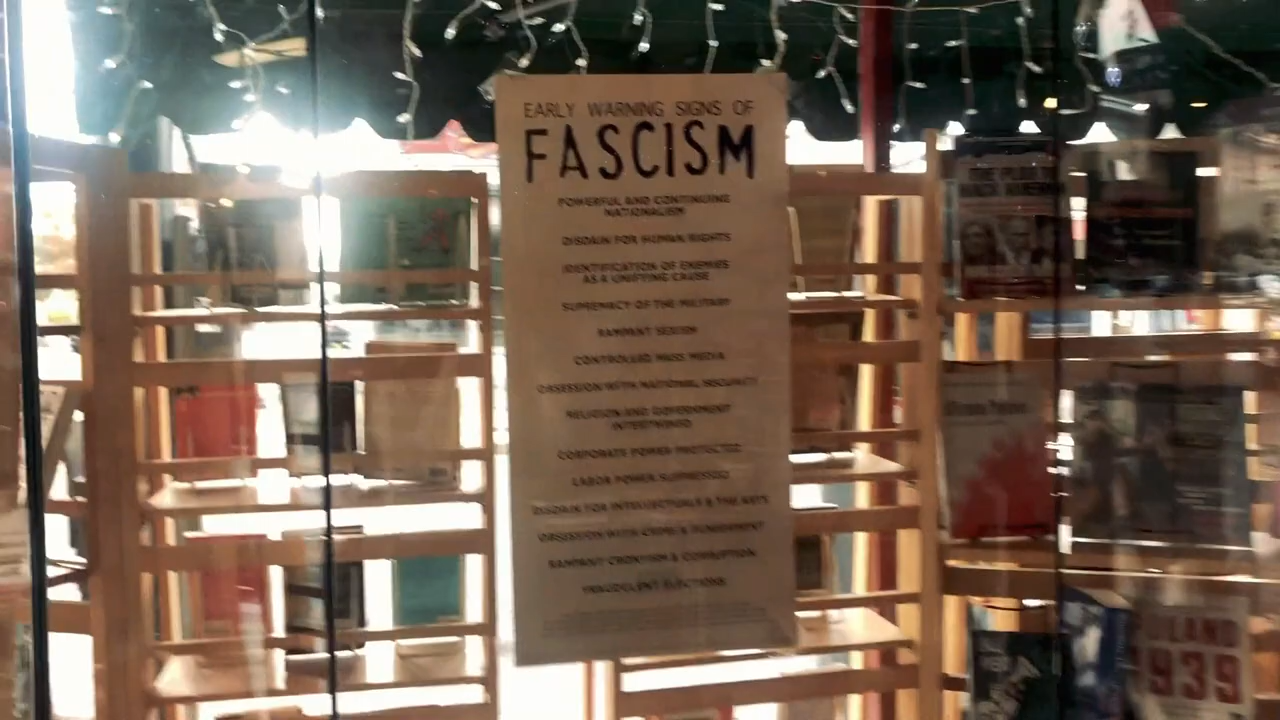 EARLY WARNING SIGNS OF
FASCISM
POWERFUL AND CONTINUING
NATIONALISM
DISDAIN FOR HUMAN RIGHTS
IDENTIFICATION OF ENEMIES
AS A UNIFYING CAUSE
SUPREMACY OF THE MILITARY
RAMPANT SEXISM
CONTROLLED MASS MEDIA
OBSESSION WITH NATIONAL SECURITY
RELIGION AND GOVERNMENT
INTERTWINED
CORPORATE POWER PROTECTED
LABOR POWER SUPPRESSED
DISDAIN FOR INTELLECTUALS & THE ARTS
OBSESSION WITH CRIME & PUNISHMENT
RAMPANT CRONYISM & CORRUPTION
FRAUDULENT ELECTIONS
1939